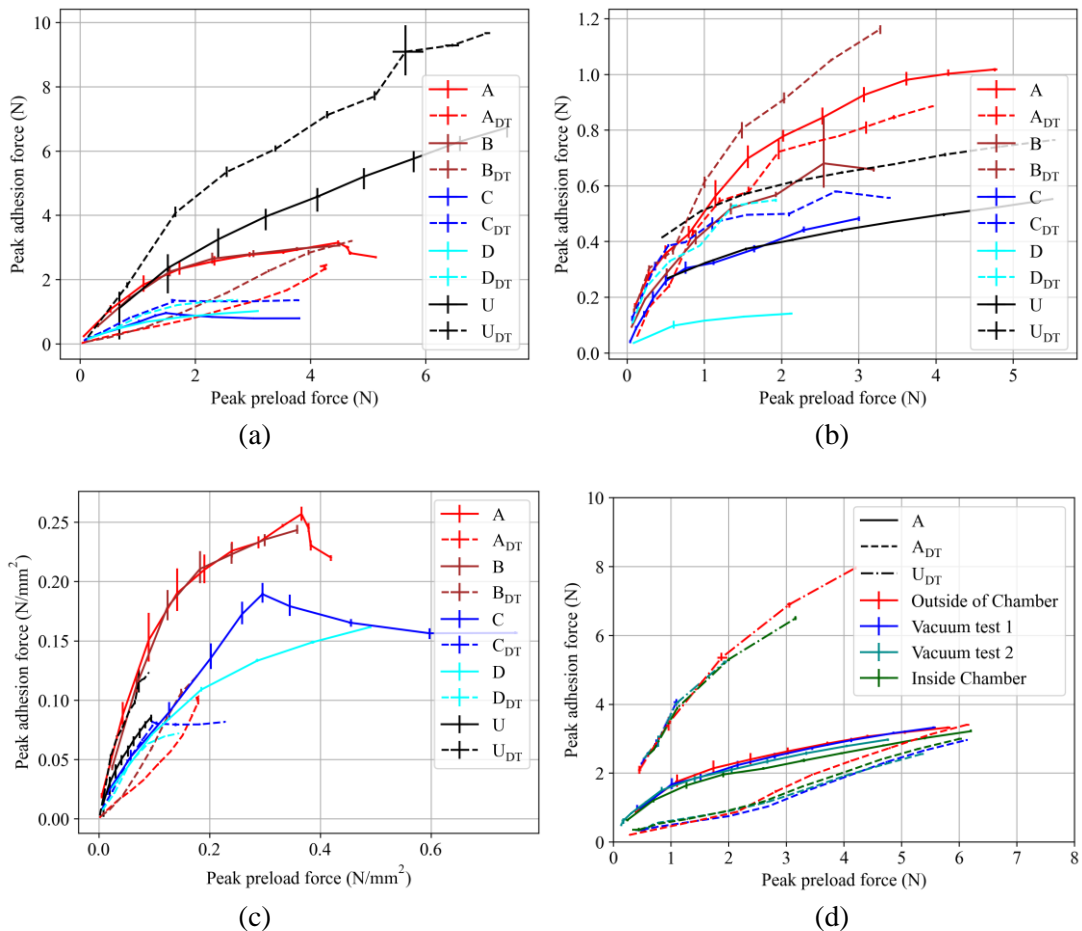 10
8
6
4
2
0
Peak adhesion force (N)
A
A_DT
B
B_DT
C
C_DT
D
D_DT
U
U_DT
0 2 4 6
Peak preload force (N)
(a)
1.2
1.0
0.8
0.6
0.4
0.2
0.0
Peak adhesion force (N)
A
A_DT
B
B_DT
C
C_DT
D
D_DT
U
U_DT
0 1 2 3 4 5
Peak preload force (N)
(b)
0.25
0.20
0.15
0.10
0.05
0.00
Peak adhesion force (N/mm²)
A
A_DT
B
B_DT
C
C_DT
D
D_DT
U
U_DT
0.0 0.2 0.4 0.6
Peak preload force (N/mm²)
(c)
10
8
6
4
2
0
Peak adhesion force (N)
A
A_DT
U_DT
Outside of Chamber
Vacuum test 1
Vacuum test 2
Inside Chamber
0 1 2 3 4 5 6 7 8
Peak preload force (N)
(d)